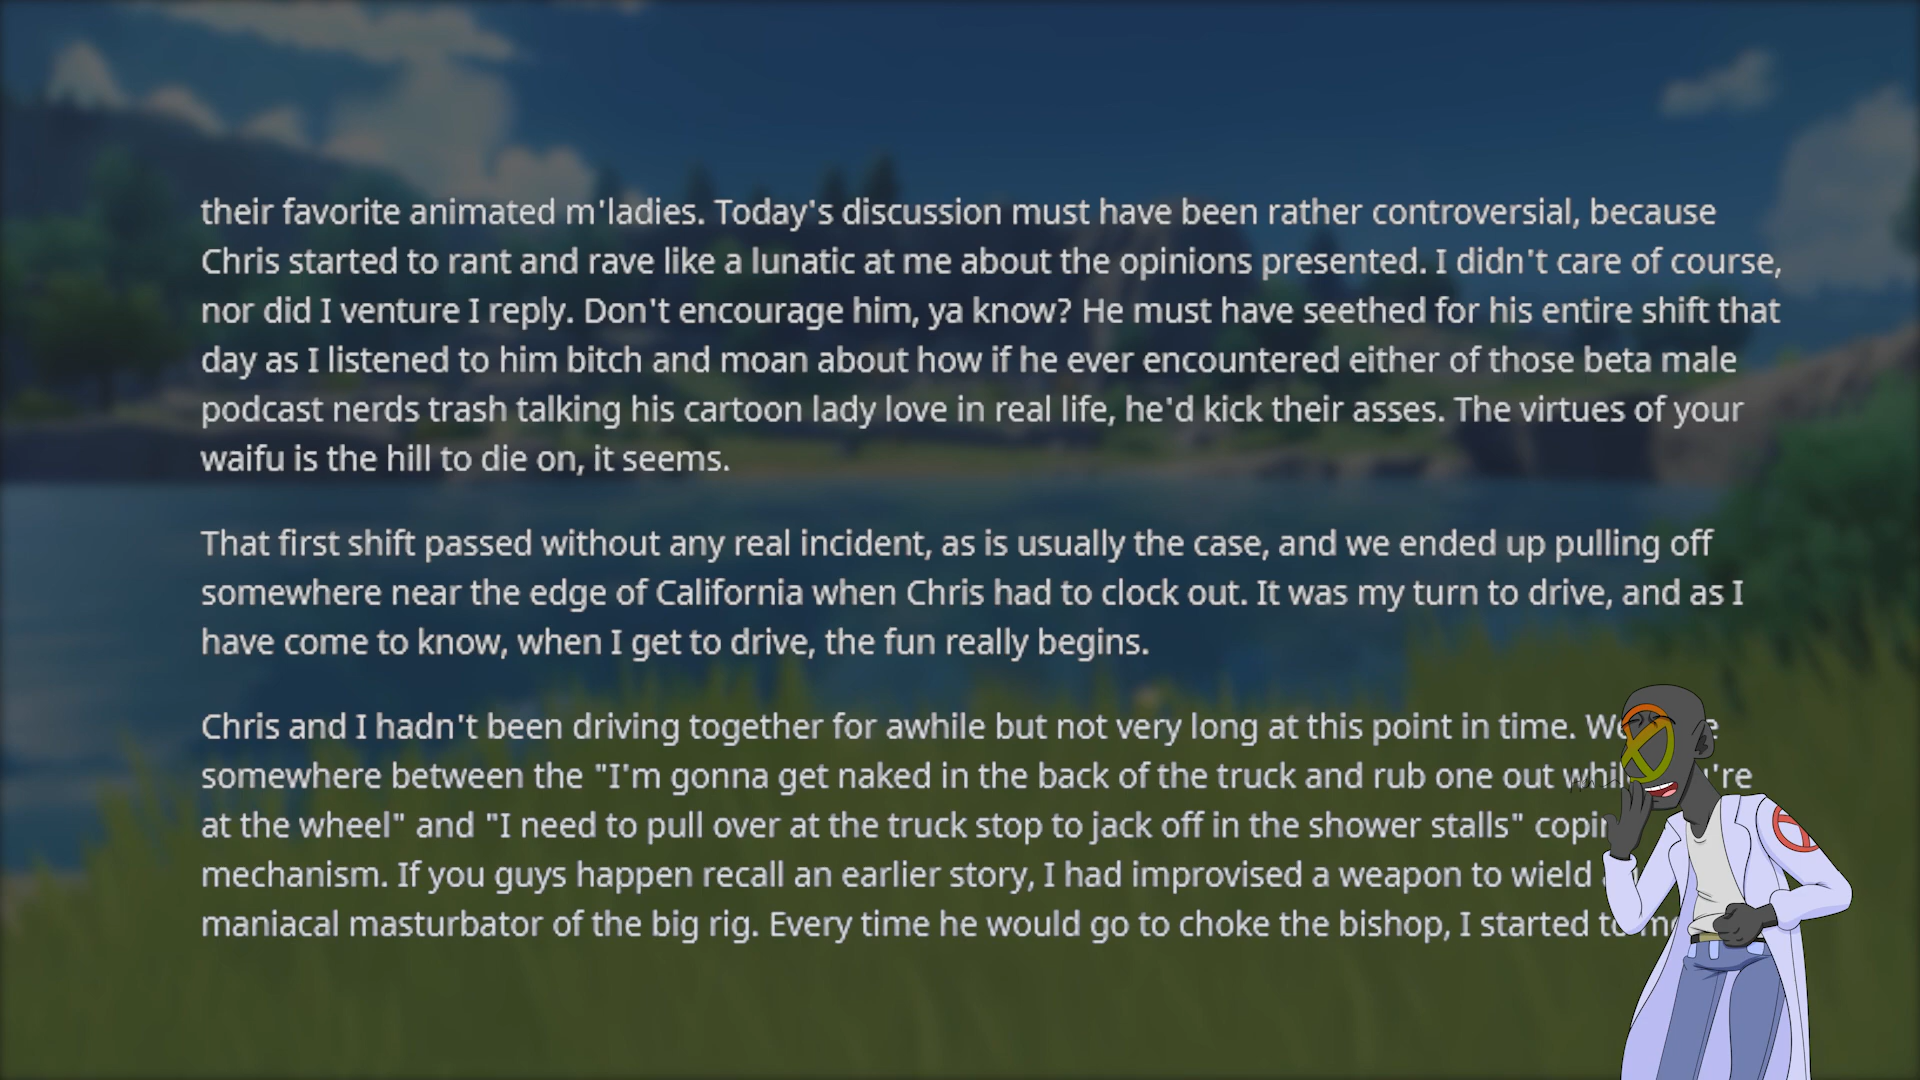 their favorite animated m'ladies. Today's discussion must have been rather controversial, because
Chris started to rant and rave like a lunatic at me about the opinions presented. I didn't care of course,
nor did I venture I reply. Don't encourage him, ya know? He must have seethed for his entire shift that
day as I listened to him bitch and moan about how if he ever encountered either of those beta male
podcast nerds trash talking his cartoon lady love in real life, he'd kick their asses. The virtues of your
waifu is the hill to die on, it seems.
That first shift passed without any real incident, as is usually the case, and we ended up pulling off
somewhere near the edge of California when Chris had to clock out. It was my turn to drive, and as I
have come to know, when I get to drive, the fun really begins.
Chris and I hadn't been driving together for awhile but not very long at this point in time.
somewhere between the "I'm gonna get naked in the back of the truck and rub one out
at the wheel" and "I need to pull over at the truck stop to jack off in the shower stalls"
mechanism. If you guys happen recall an earlier story, I had improvised a weapon to wield
maniacal masturbator of the big rig. Every time he would go to choke the bishop, I started to